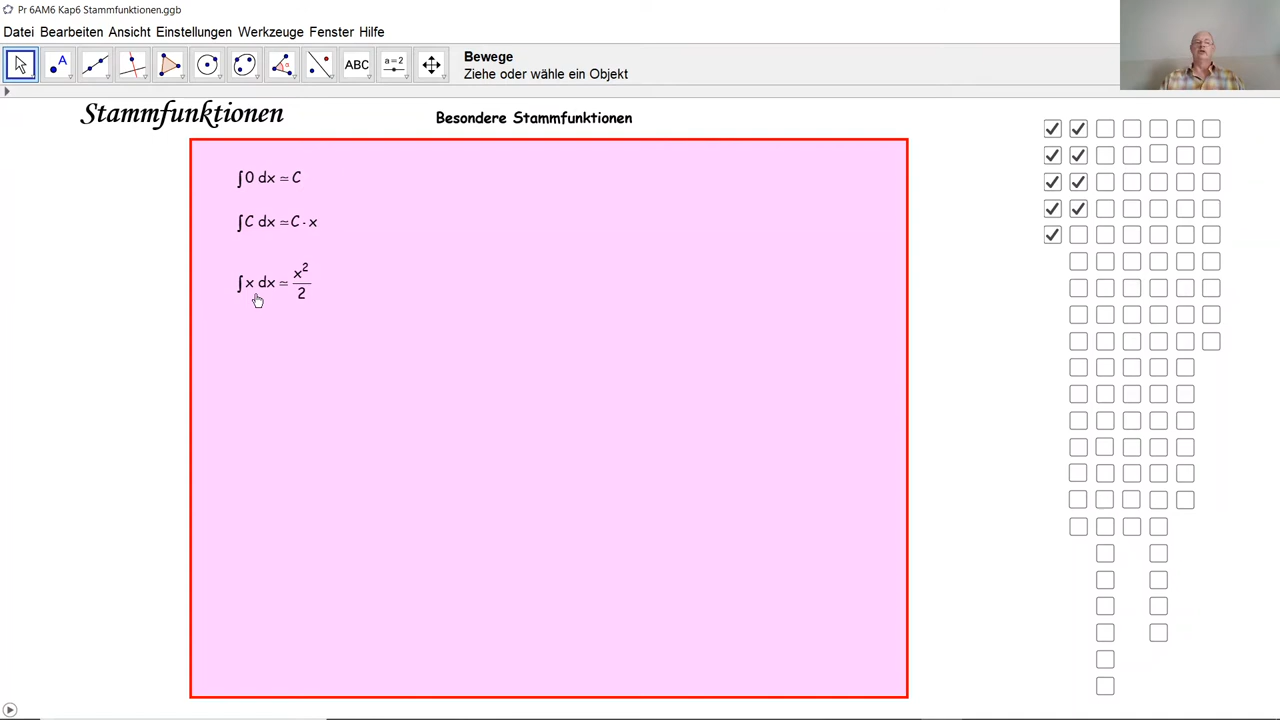 Pr 6AM6 Kap6 Stammfunktionen.ggb
Datei Bearbeiten Ansicht Einstellungen Werkzeuge Fenster Hilfe
A
ABC
a=2
Bewege
Ziehe oder wähle ein Objekt
Stammfunktionen
Besondere Stammfunktionen
∫0 dx ≃ C
∫C dx ≃ C · x
∫x dx ≃ x²/2